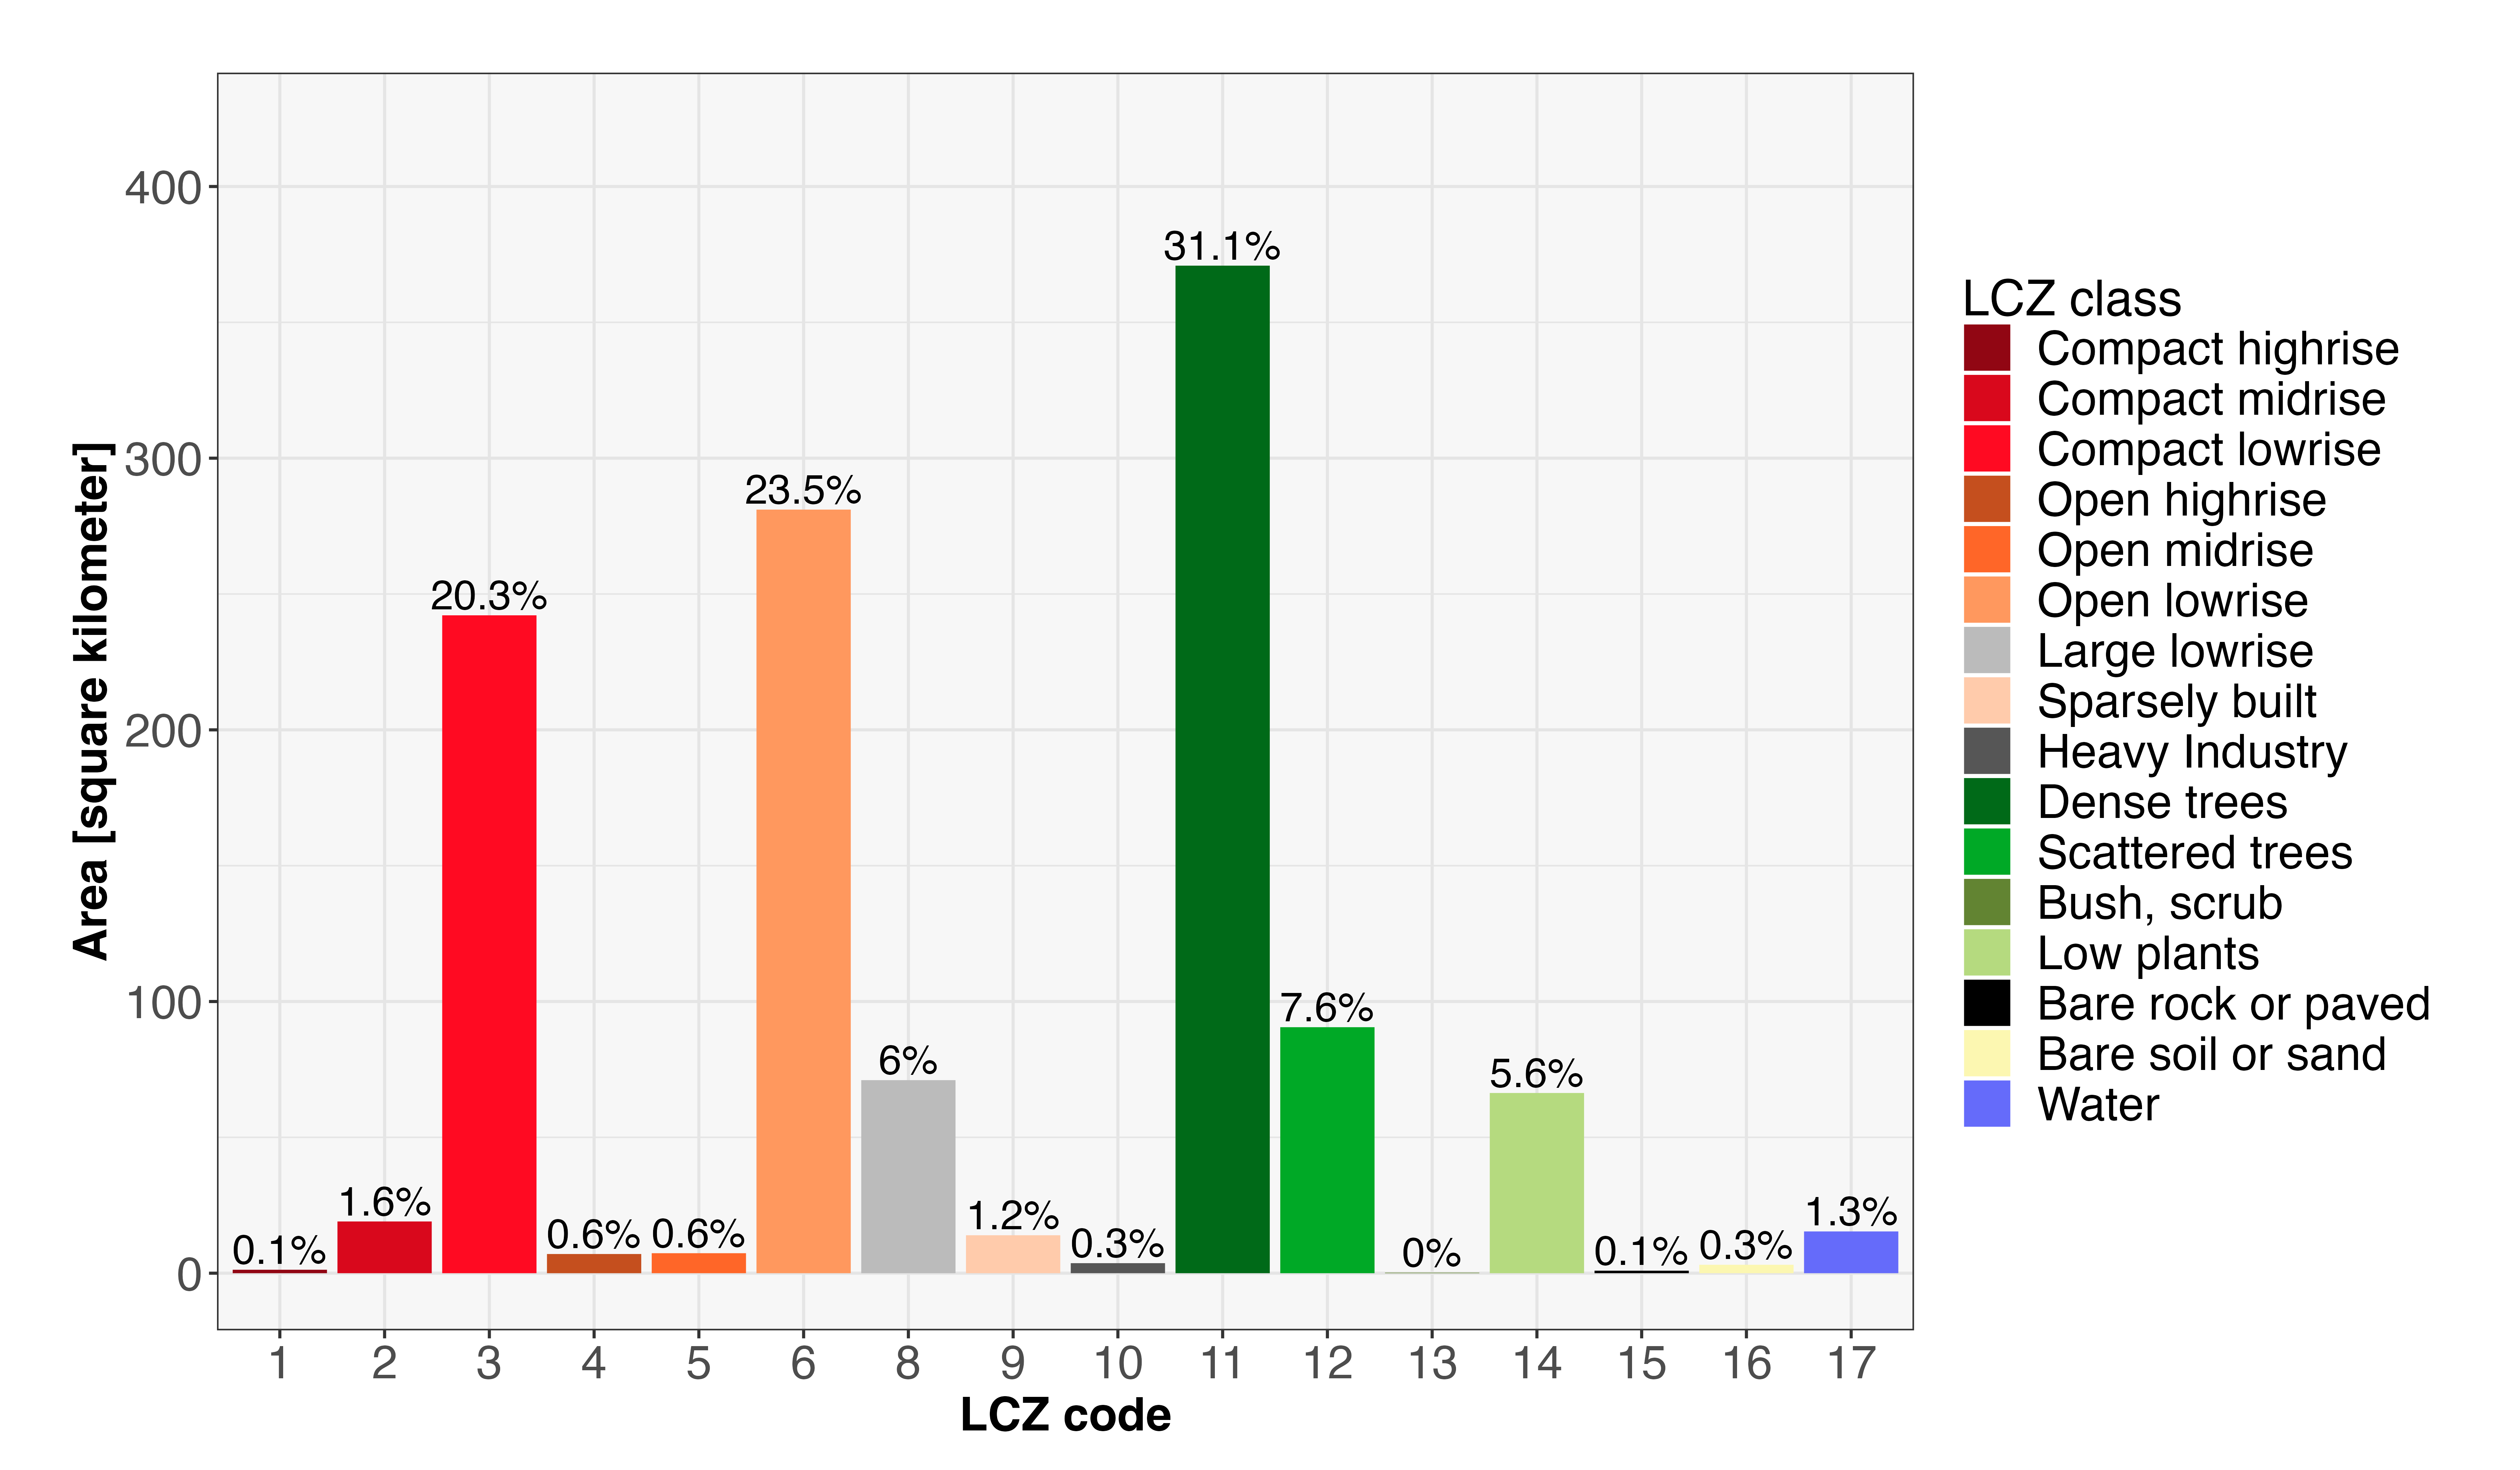 Area [square kilometer]
400
300
200
100
0
0.1%
1.6%
20.3%
0.6%
0.6%
23.5%
6%
1.2%
0.3%
31.1%
7.6%
0%
5.6%
0.1%
0.3%
1.3%
1 2 3 4 5 6 8 9 10 11 12 13 14 15 16 17
LCZ code
LCZ class
Compact highrise
Compact midrise
Compact lowrise
Open highrise
Open midrise
Open lowrise
Large lowrise
Sparsely built
Heavy Industry
Dense trees
Scattered trees
Bush, scrub
Low plants
Bare rock or paved
Bare soil or sand
Water